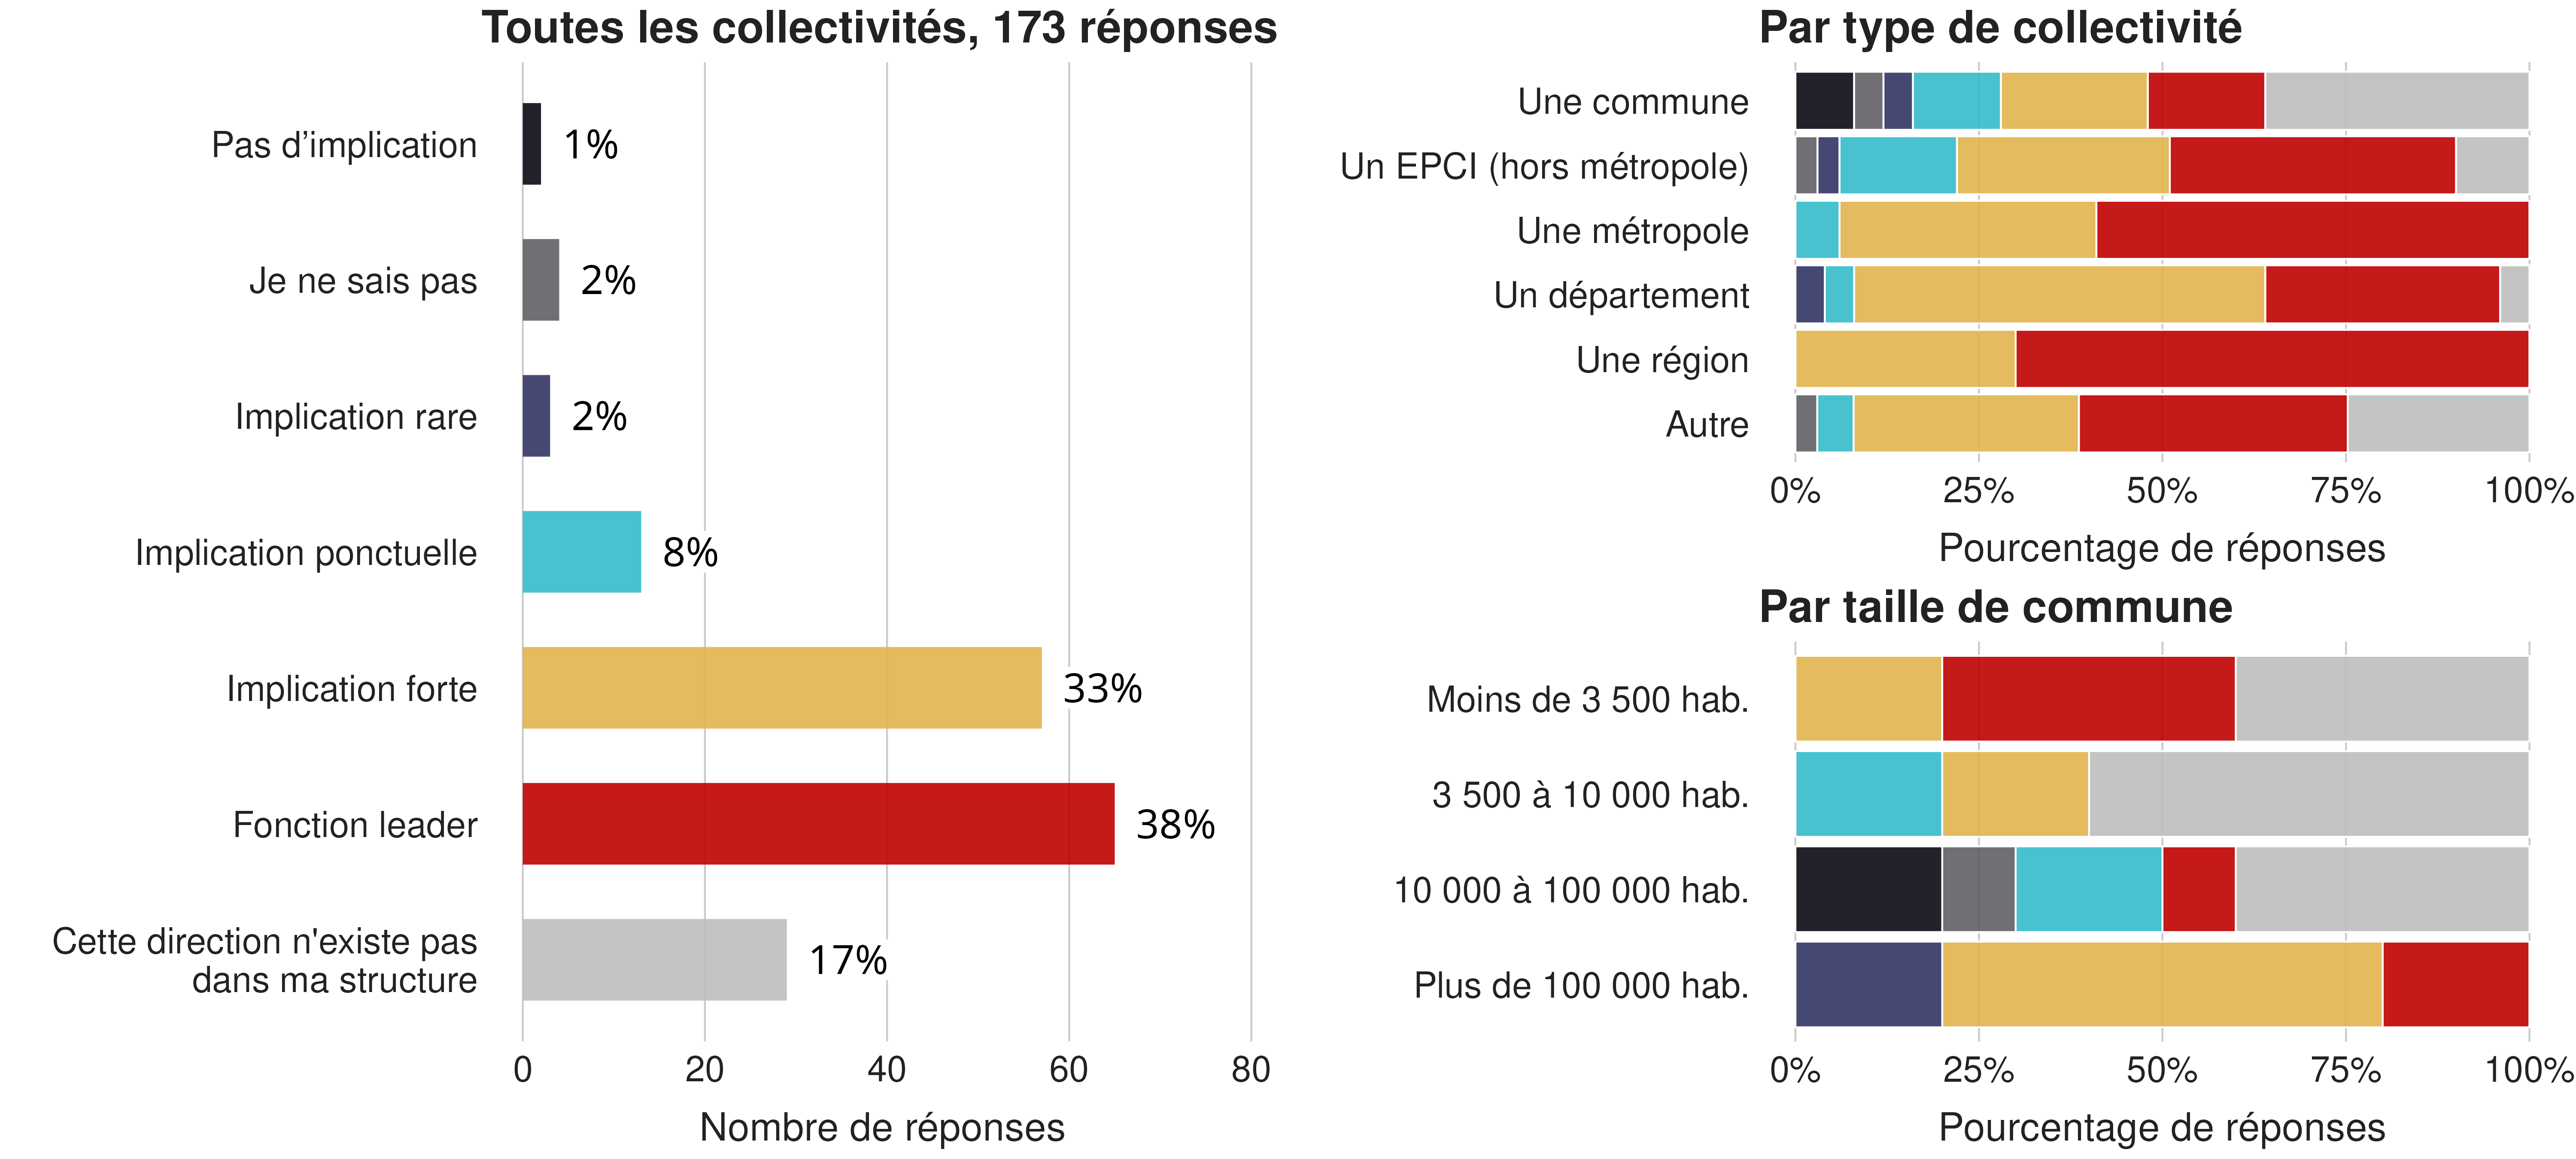 Toutes les collectivités, 173 réponses
Pas d’implication
1%
Je ne sais pas
2%
Implication rare
2%
Implication ponctuelle
8%
Implication forte
33%
Fonction leader
38%
Cette direction n'existe pas
dans ma structure
17%
0 20 40 60 80
Nombre de réponses
Par type de collectivité
Une commune
Un EPCI (hors métropole)
Une métropole
Un département
Une région
Autre
0% 25% 50% 75% 100%
Pourcentage de réponses
Par taille de commune
Moins de 3 500 hab.
3 500 à 10 000 hab.
10 000 à 100 000 hab.
Plus de 100 000 hab.
0% 25% 50% 75% 100%
Pourcentage de réponses